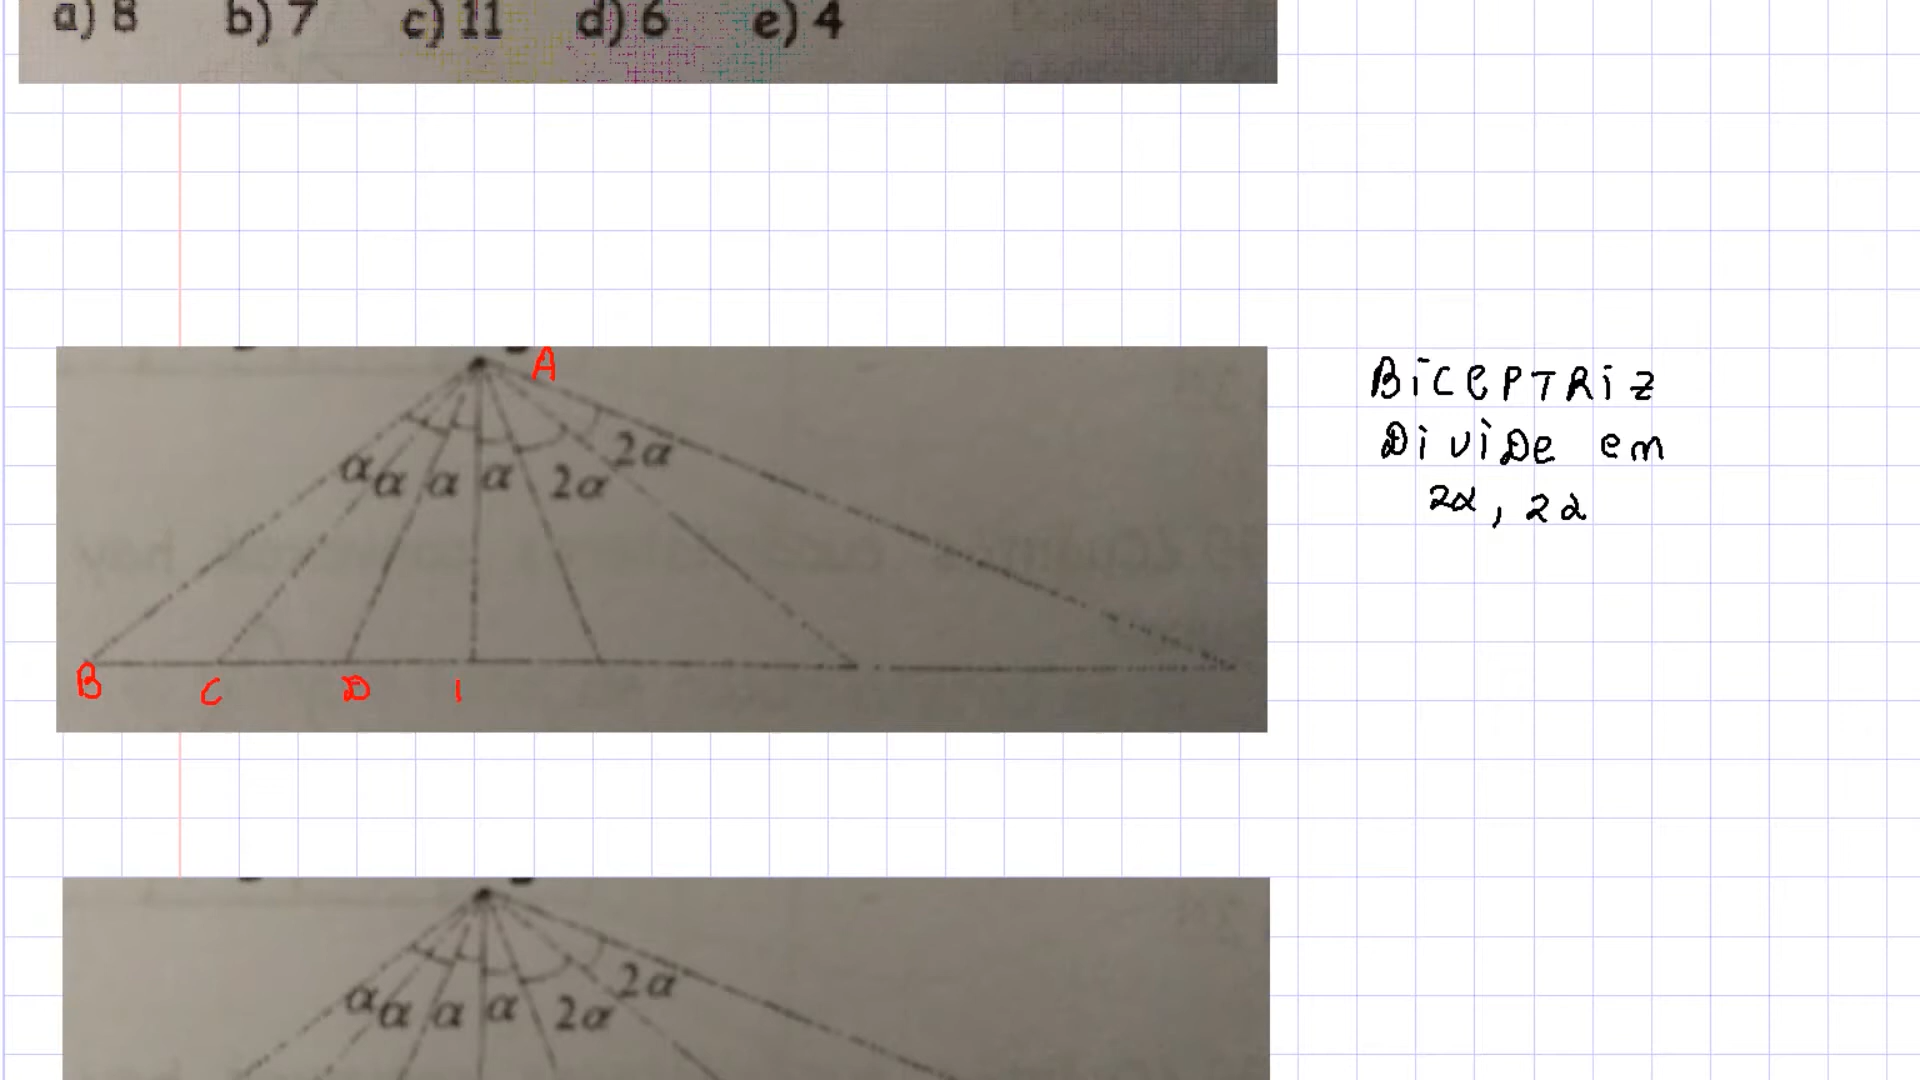 a) 8 b) 7 c) 11 d) 6 e) 4
A
α α α α 2α 2α
B C D I
BiCePTRiZ
DiViDe em
2α, 2α
α α α α 2α 2α